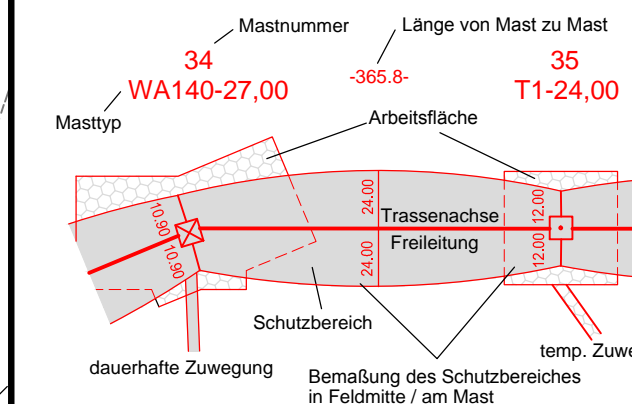 Mastnummer
Länge von Mast zu Mast
34
-365.8-
35
WA140-27,00
T1-24,00
Masttyp
Arbeitsfläche
10.90
10.90
24.00
24.00
Trassenachse
Freileitung
12.00
12.00
Schutzbereich
dauerhafte Zuwegung
temp. Zuwe
Bemaßung des Schutzbereiches
in Feldmitte / am Mast